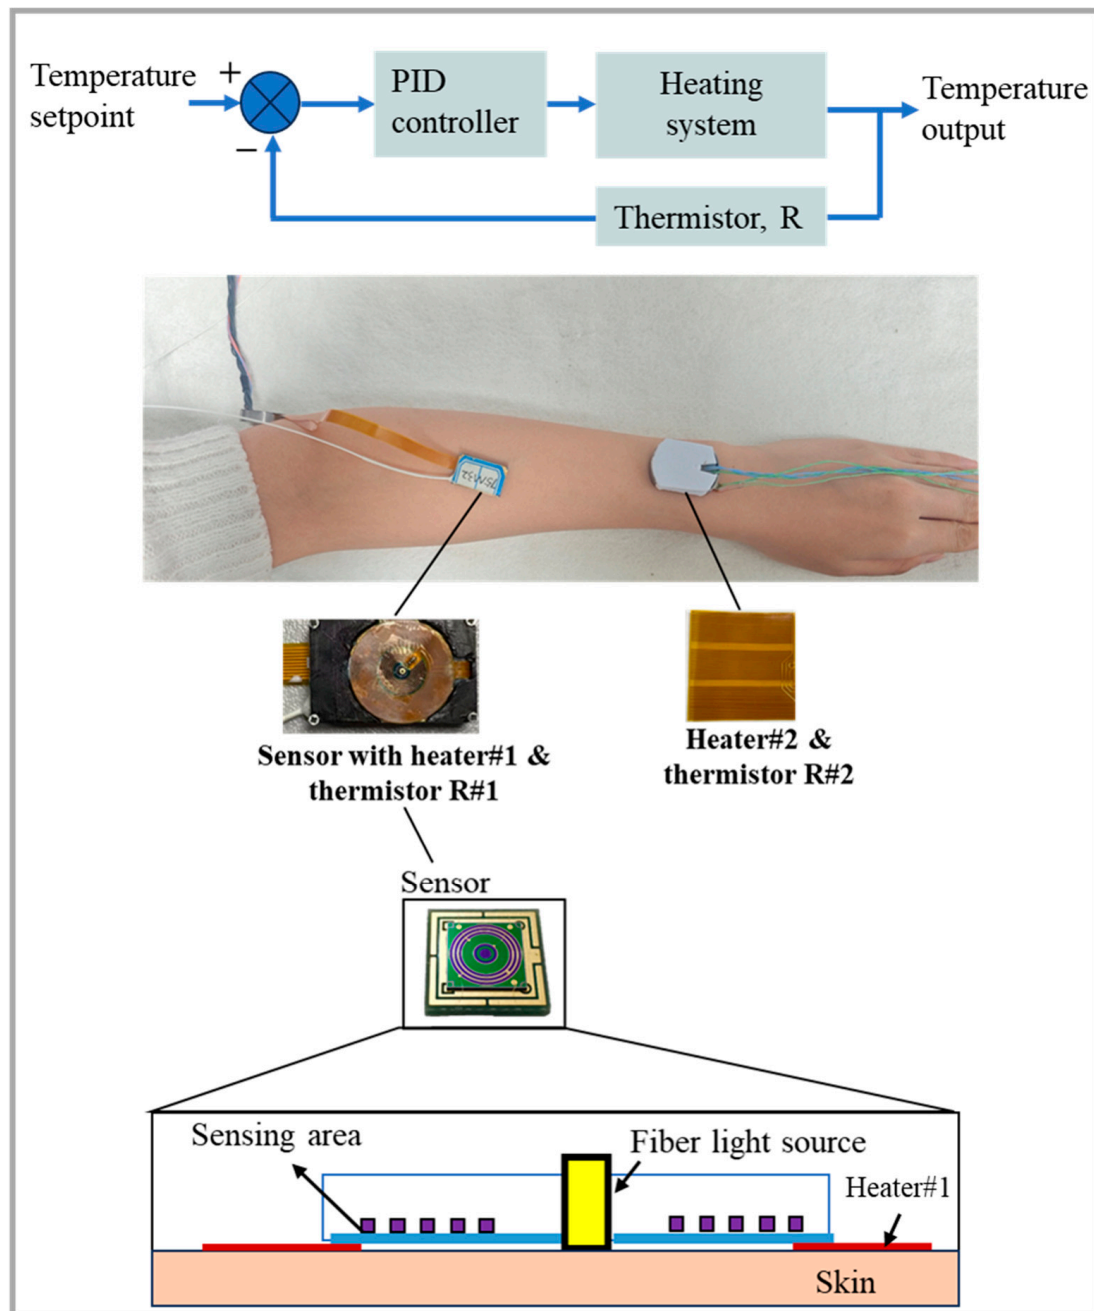 Temperature
setpoint
+
−
PID
controller
Heating
system
Temperature
output
Thermistor, R
Sensor with heater#1 &
thermistor R#1
Heater#2 &
thermistor R#2
Sensor
Sensing area
Fiber light source
Heater#1
Skin